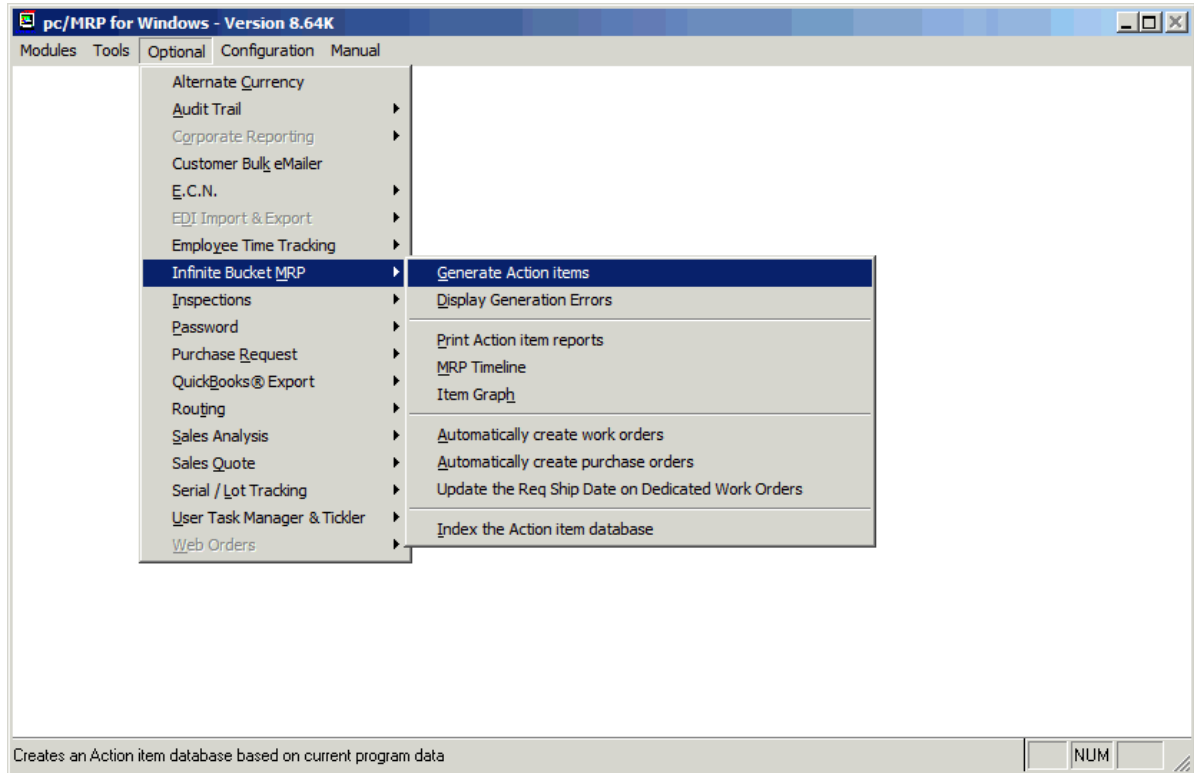 pc/MRP for Windows - Version 8.64K
Modules Tools Optional Configuration Manual
Alternate Currency
Audit Trail
Corporate Reporting
Customer Bulk eMailer
E.C.N.
EDI Import & Export
Employee Time Tracking
Infinite Bucket MRP
Inspections
Password
Purchase Request
QuickBooks® Export
Routing
Sales Analysis
Sales Quote
Serial / Lot Tracking
User Task Manager & Tickler
Web Orders
Generate Action items
Display Generation Errors
Print Action item reports
MRP Timeline
Item Graph
Automatically create work orders
Automatically create purchase orders
Update the Req Ship Date on Dedicated Work Orders
Index the Action item database
Creates an Action item database based on current program data
NUM